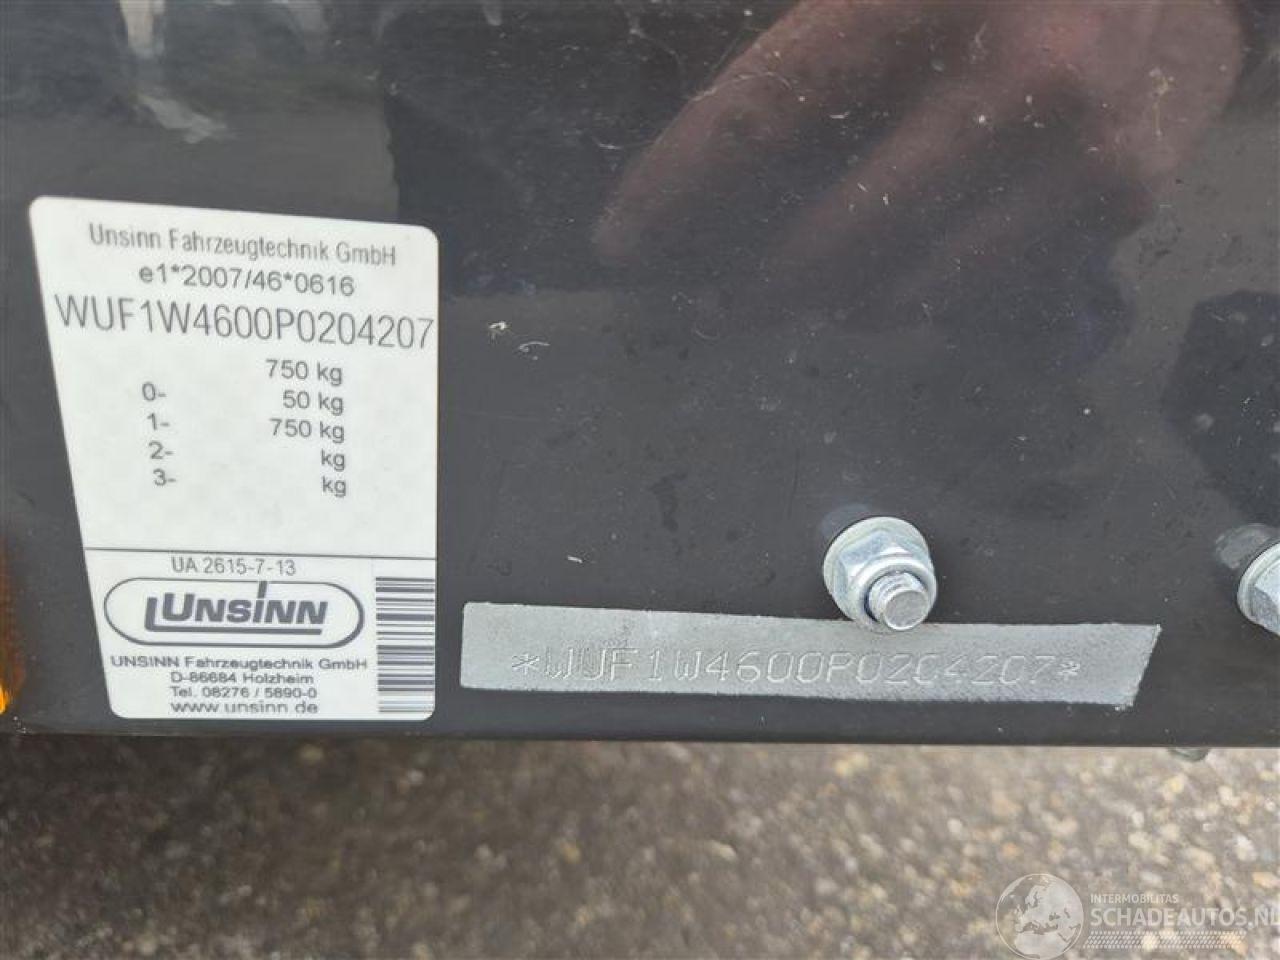 Unsinn Fahrzeugtechnik GmbH
e1*2007/46*0616
WUF1W4600P0204207
750 kg
0- 50 kg
1- 750 kg
2- kg
3- kg
UA 2615-7-13
UNSINN
UNSINN Fahrzeugtechnik GmbH
D-86684 Holzheim
Tel. 08276 / 5890-0
www.unsinn.de
*WUF1W4600P0204207*
INTERMOBILITAS
SCHADEAUTOS.NL